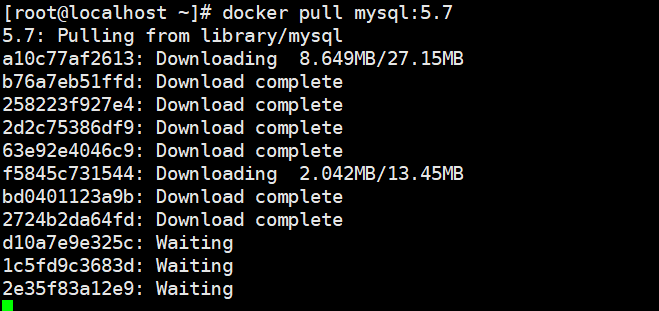 [root@localhost ~]# docker pull mysql:5.7
5.7: Pulling from library/mysql
a10c77af2613: Downloading  8.649MB/27.15MB
b76a7eb51ffd: Download complete
258223f927e4: Download complete
2d2c75386df9: Download complete
63e92e4046c9: Download complete
f5845c731544: Downloading  2.042MB/13.45MB
bd0401123a9b: Download complete
2724b2da64fd: Download complete
d10a7e9e325c: Waiting
1c5fd9c3683d: Waiting
2e35f83a12e9: Waiting